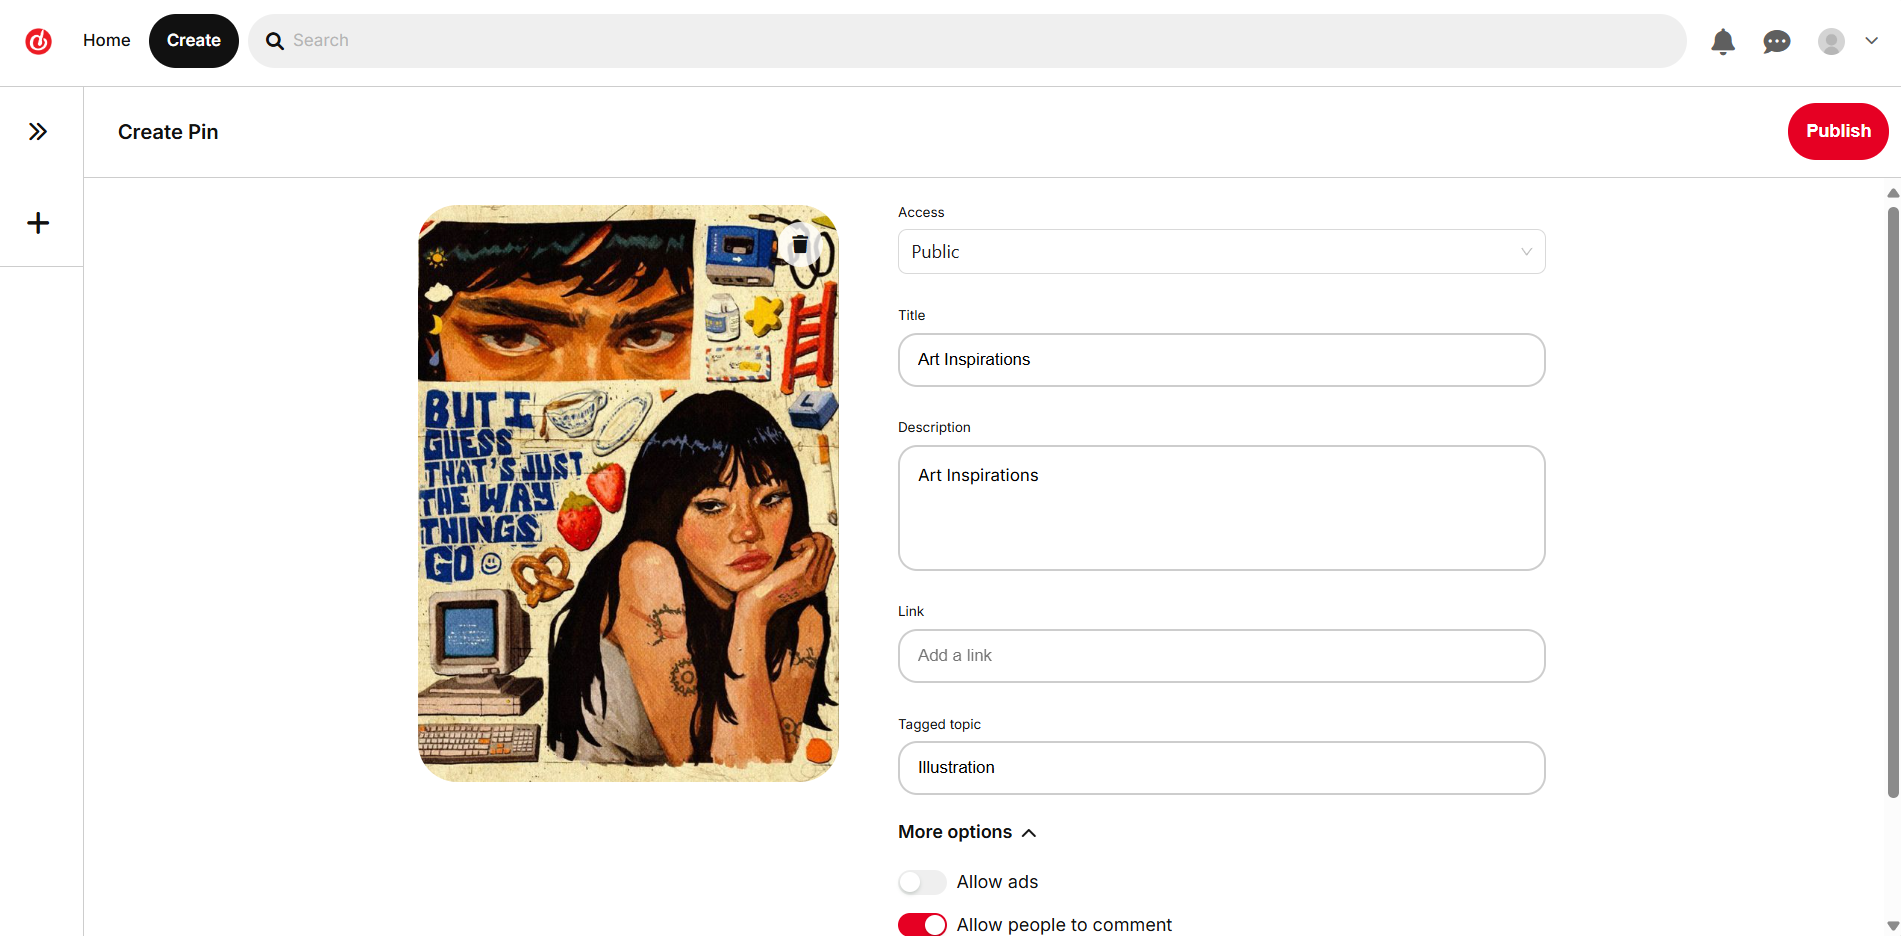 Home
Create
Search
Create Pin
Publish
BUT I
GUESS
THAT'S JUST
THE WAY
THINGS
GO
L
Access
Public
Title
Art Inspirations
Description
Art Inspirations
Link
Add a link
Tagged topic
Illustration
More options
Allow ads
Allow people to comment